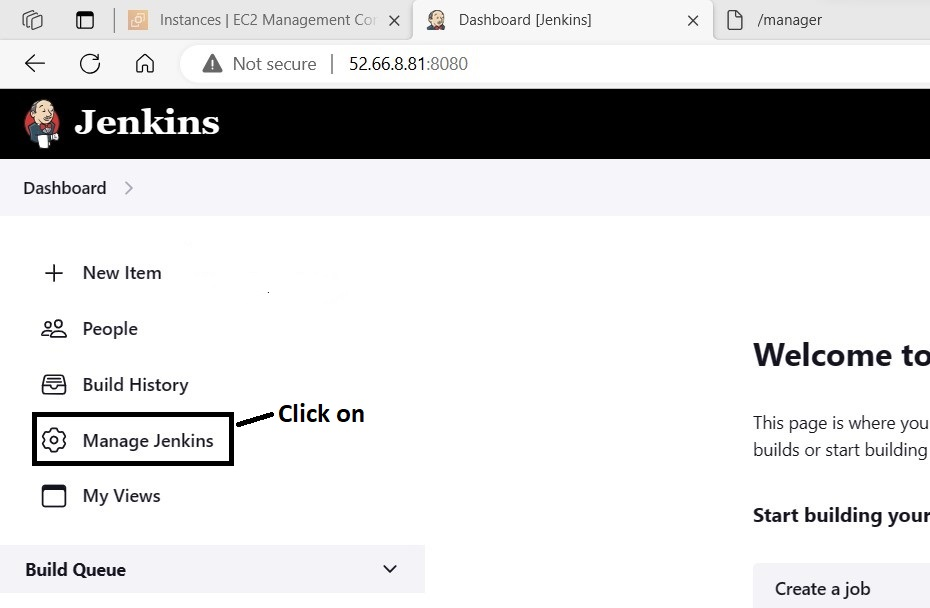 Instances | EC2 Management Cor
Dashboard [Jenkins]
/manager
Not secure | 52.66.8.81:8080
Jenkins
Dashboard
New Item
People
Build History
Manage Jenkins
Click on
My Views
Build Queue
Welcome to
This page is where you
builds or start building
Start building your
Create a job